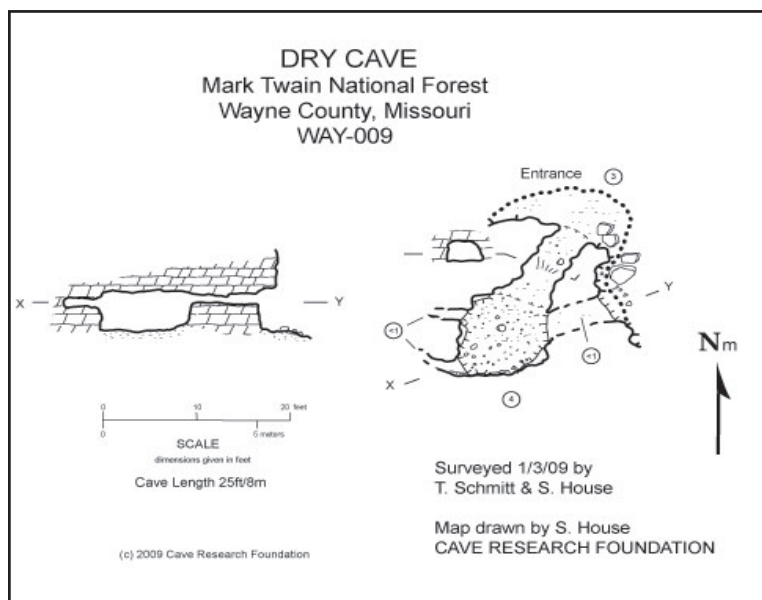 DRY CAVE
Mark Twain National Forest
Wayne County, Missouri
WAY-009
Entrance
3
X
Y
Y
<1
<1
X
4
Nm
0 10 20 feet
0 5 meters
SCALE
dimensions given in feet
Cave Length 25ft/8m
Surveyed 1/3/09 by
T. Schmitt & S. House
Map drawn by S. House
CAVE RESEARCH FOUNDATION
(c) 2009 Cave Research Foundation